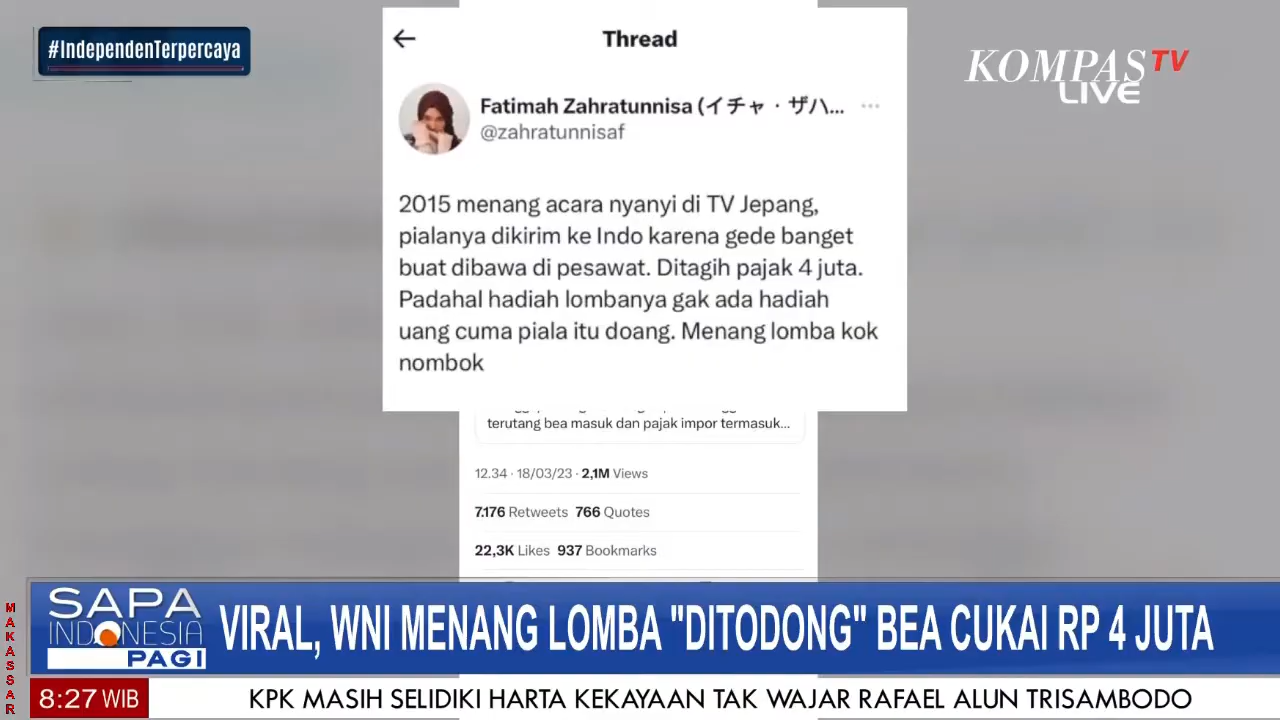 #IndependenTerpercaya
KOMPAS TV
LIVE
Thread
Fatimah Zahratunnisa (イチャ・ザハ...
@zahratunnisaf
2015 menang acara nyanyi di TV Jepang,
pialanya dikirim ke Indo karena gede banget
buat dibawa di pesawat. Ditagih pajak 4 juta.
Padahal hadiah lombanya gak ada hadiah
uang cuma piala itu doang. Menang lomba kok
nombok
terutang bea masuk dan pajak impor termasuk...
12.34 · 18/03/23 · 2,1M Views
7.176 Retweets 766 Quotes
22,3K Likes 937 Bookmarks
SAPA
INDONESIA
PAGI
VIRAL, WNI MENANG LOMBA "DITODONG" BEA CUKAI RP 4 JUTA
MAKASSAR
8:27 WIB
KPK MASIH SELIDIKI HARTA KEKAYAAN TAK WAJAR RAFAEL ALUN TRISAMBODO